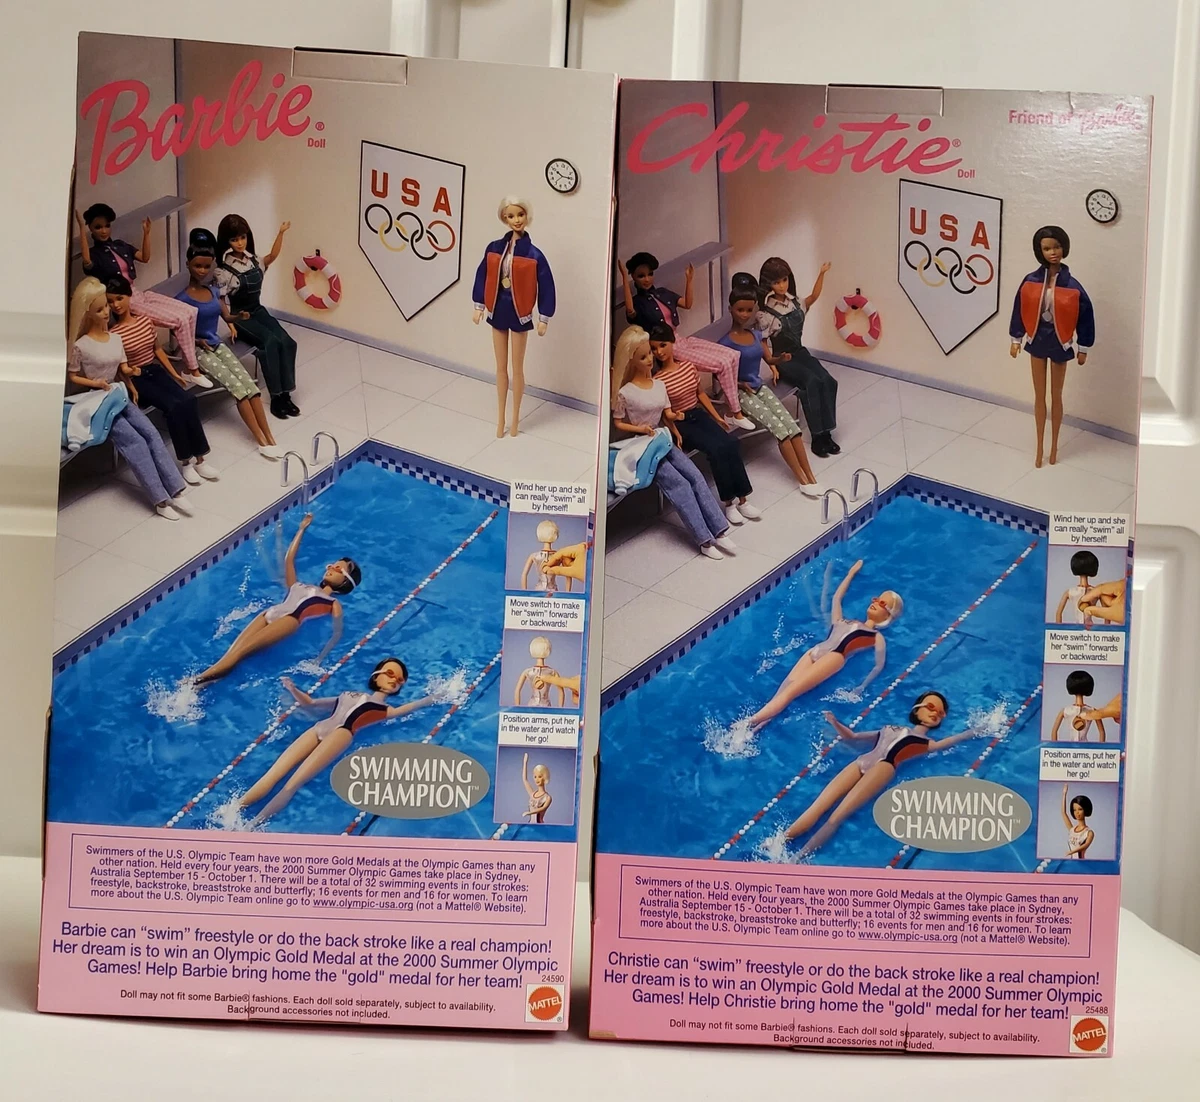 Barbie®
Doll
USA
Wind her up and she
can really "swim" all
by herself!
Move switch to make
her "swim" forwards
or backwards!
Position arms, put her
in the water and watch
her go!
SWIMMING
CHAMPION™
Swimmers of the U.S. Olympic Team have won more Gold Medals at the Olympic Games than any
other nation. Held every four years, the 2000 Summer Olympic Games take place in Sydney,
Australia September 15 - October 1. There will be a total of 32 swimming events in four strokes:
freestyle, backstroke, breaststroke and butterfly; 16 events for men and 16 for women. To learn
more about the U.S. Olympic Team online go to www.olympic-usa.org (not a Mattel® Website).
Barbie can "swim" freestyle or do the back stroke like a real champion!
Her dream is to win an Olympic Gold Medal at the 2000 Summer Olympic
Games! Help Barbie bring home the "gold" medal for her team!
24590
Doll may not fit some Barbie® fashions. Each doll sold separately, subject to availability.
Background accessories not included.
MATTEL®
Christie®
Doll
Friend of Barbie
USA
Wind her up and she
can really "swim" all
by herself!
Move switch to make
her "swim" forwards
or backwards!
Position arms, put her
in the water and watch
her go!
SWIMMING
CHAMPION™
Swimmers of the U.S. Olympic Team have won more Gold Medals at the Olympic Games than any
other nation. Held every four years, the 2000 Summer Olympic Games take place in Sydney,
Australia September 15 - October 1. There will be a total of 32 swimming events in four strokes:
freestyle, backstroke, breaststroke and butterfly; 16 events for men and 16 for women. To learn
more about the U.S. Olympic Team online go to www.olympic-usa.org (not a Mattel® Website).
Christie can "swim" freestyle or do the back stroke like a real champion!
Her dream is to win an Olympic Gold Medal at the 2000 Summer Olympic
Games! Help Christie bring home the "gold" medal for her team!
25488
Doll may not fit some Barbie® fashions. Each doll sold separately, subject to availability.
Background accessories not included.
MATTEL®